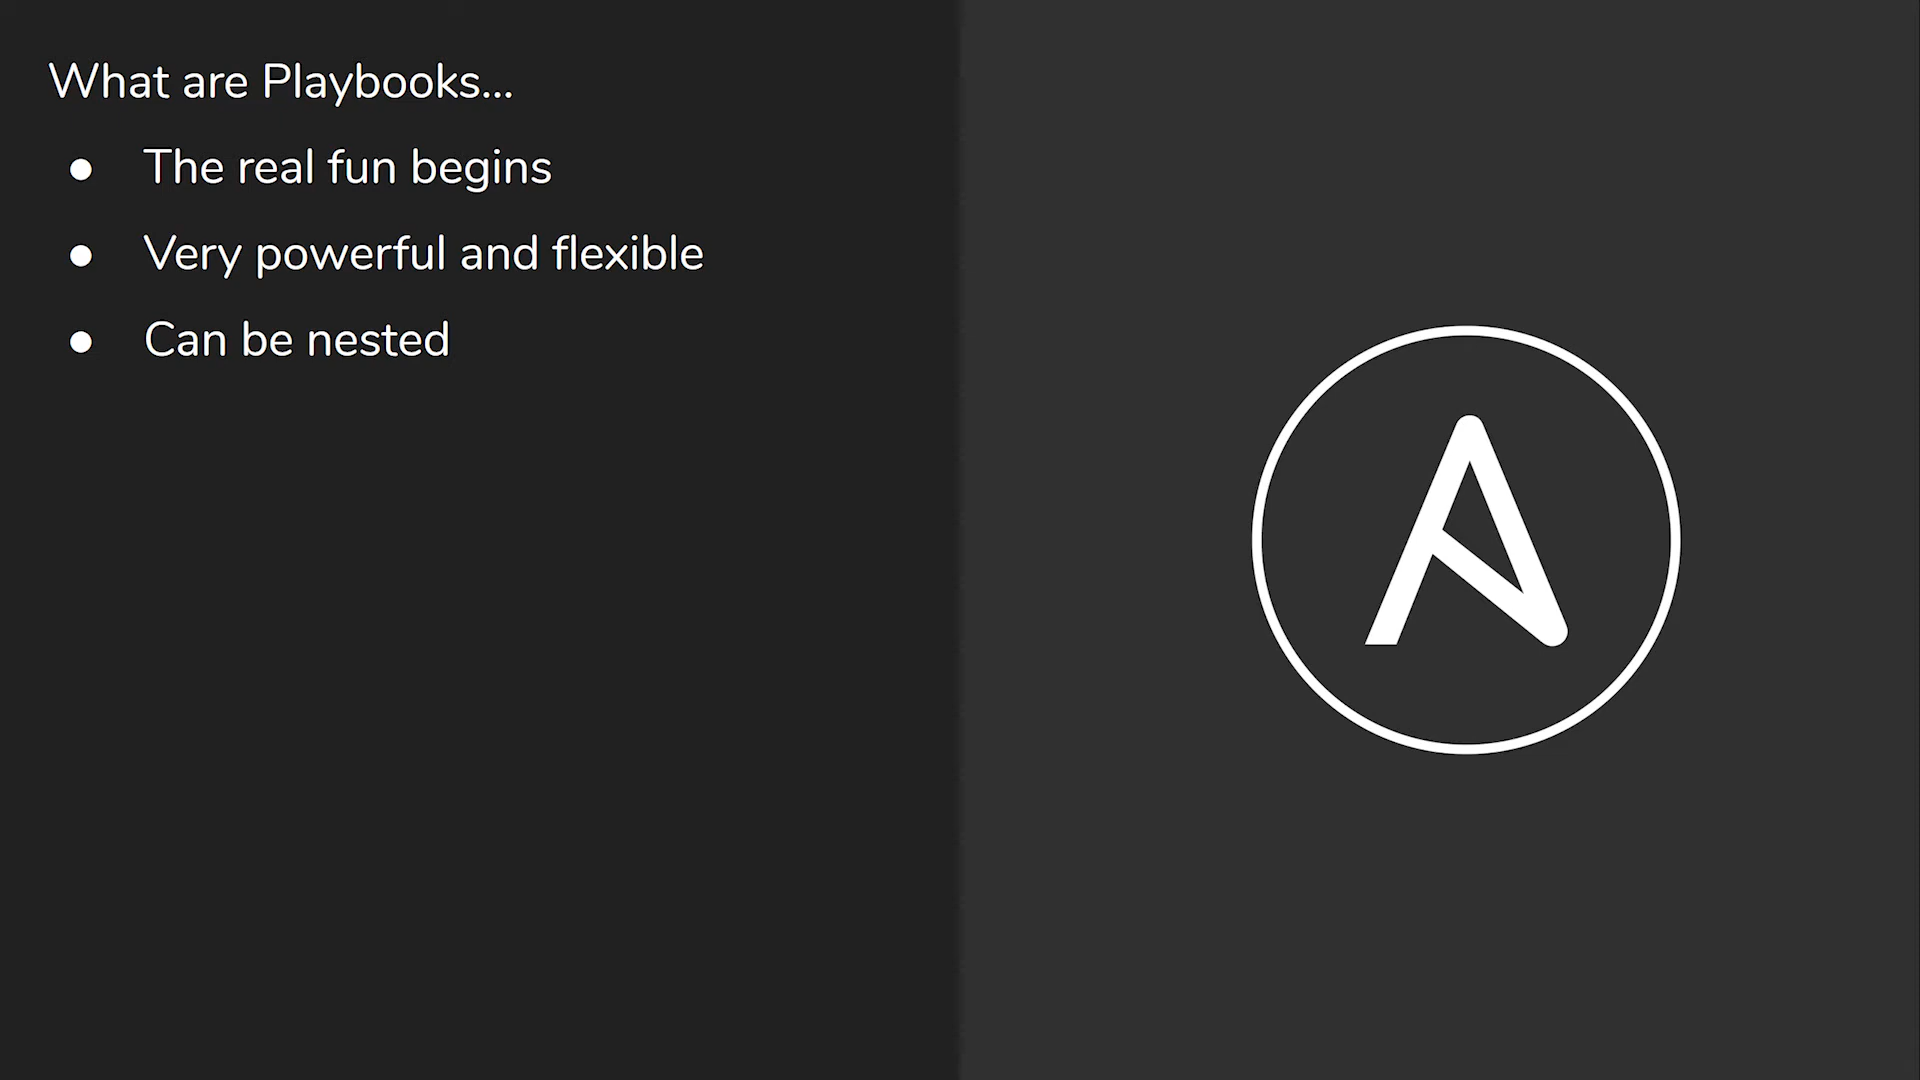 What are Playbooks...
● The real fun begins
● Very powerful and flexible
● Can be nested